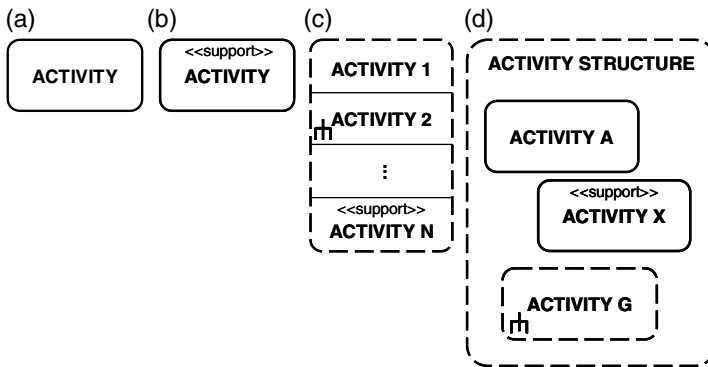 (a)
ACTIVITY
(b)
<<support>>
ACTIVITY
(c)
ACTIVITY 1
ACTIVITY 2
⋮
<<support>>
ACTIVITY N
(d)
ACTIVITY STRUCTURE
ACTIVITY A
<<support>>
ACTIVITY X
ACTIVITY G